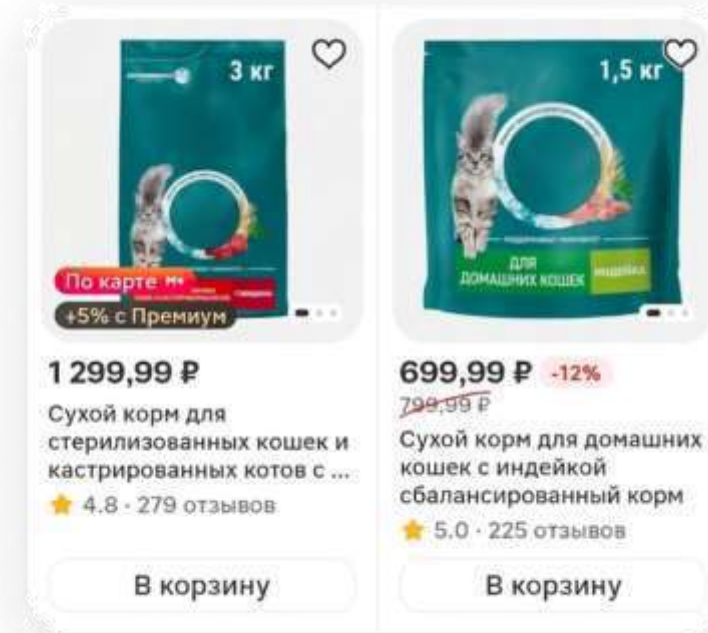 3 кг
По карте М•
+5% с Премиум
1 299,99 ₽
Сухой корм для
стерилизованных кошек и
кастрированных котов с ...
4.8 · 279 отзывов
В корзину
1,5 кг
ДЛЯ
ДОМАШНИХ КОШЕК
ИНДЕЙКА
699,99 ₽ -12%
799,99 ₽
Сухой корм для домашних
кошек с индейкой
сбалансированный корм
5.0 · 225 отзывов
В корзину